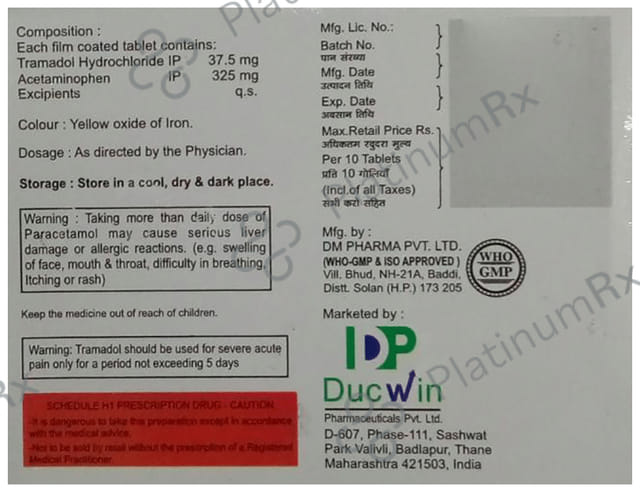 Composition :
Each film coated tablet contains:
Tramadol Hydrochloride IP 37.5 mg
Acetaminophen IP 325 mg
Excipients q.s.
Colour : Yellow oxide of Iron.
Dosage : As directed by the Physician.
Storage : Store in a cool, dry & dark place.
Warning : Taking more than daily dose of
Paracetamol may cause serious liver
damage or allergic reactions. (e.g. swelling
of face, mouth & throat, difficulty in breathing,
Itching or rash)
Keep the medicine out of reach of children.
Warning: Tramadol should be used for severe acute
pain only for a period not exceeding 5 days
SCHEDULE H1 PRESCRIPTION DRUG - CAUTION
-It is dangerous to take this preparation except in accordance
with the medical advice.
-Not to be sold by retail without the prescription of a Registered
Medical Practitioner.
Mfg. Lic. No.:
Batch No.
पान संख्या
Mfg. Date
उत्पादन तिथि
Exp. Date
अवसान तिथि
Max.Retail Price Rs.
अधिकतम रवुदरा मुल्य
Per 10 Tablets
प्रति 10 गोलियाँ
(Incl.of all Taxes)
सभी करो सहित
Mfg. by :
DM PHARMA PVT. LTD.
(WHO-GMP & ISO APPROVED )
Vill. Bhud, NH-21A, Baddi,
Distt. Solan (H.P.) 173 205
WHO
GMP
Marketed by :
DP
Ducwin
Pharmaceuticals Pvt. Ltd.
D-607, Phase-111, Sashwat
Park Valivli, Badlapur, Thane
Maharashtra 421503, India
PlatinumRx